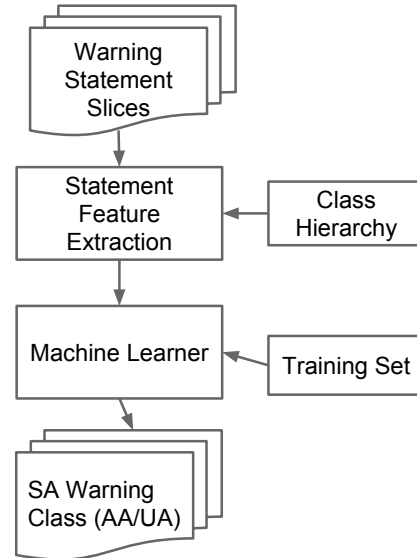 Warning
Statement
Slices
Statement
Feature
Extraction
Class
Hierarchy
Machine Learner
Training Set
SA Warning
Class (AA/UA)